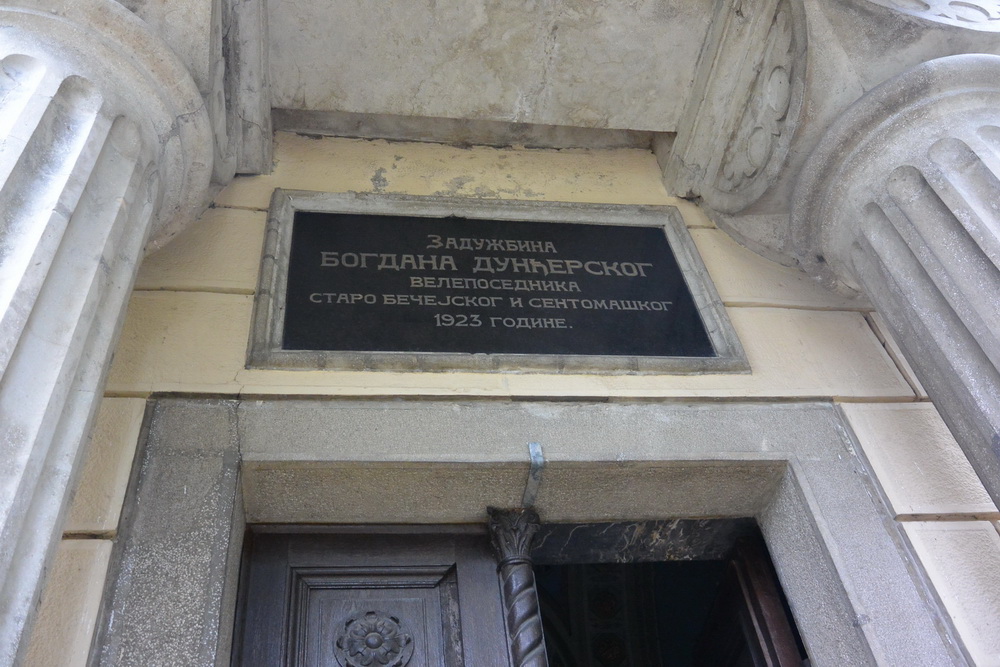 ЗАДУЖБИНА
БОГДАНА ДУНЂЕРСКОГ
ВЕЛЕПОСЕДНИКА
СТАРО БЕЧЕЈСКОГ И СЕНТОМАШКОГ
1923 ГОДИНЕ.